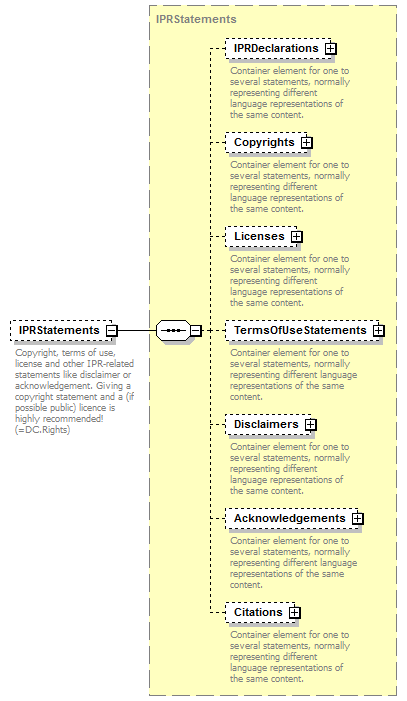 IPRStatements
IPRDeclarations
Container element for one to
several statements, normally
representing different
language representations of
the same content.
Copyrights
Container element for one to
several statements, normally
representing different
language representations of
the same content.
Licenses
Container element for one to
several statements, normally
representing different
language representations of
the same content.
IPRStatements
Copyright, terms of use,
license and other IPR-related
statements like disclaimer or
acknowledgement. Giving a
copyright statement and a (if
possible public) licence is
highly recommended!
(=DC.Rights)
TermsOfUseStatements
Container element for one to
several statements, normally
representing different language
representations of the same
content.
Disclaimers
Container element for one to
several statements, normally
representing different
language representations of
the same content.
Acknowledgements
Container element for one to
several statements, normally
representing different language
representations of the same
content.
Citations
Container element for one to
several statements, normally
representing different
language representations of
the same content.